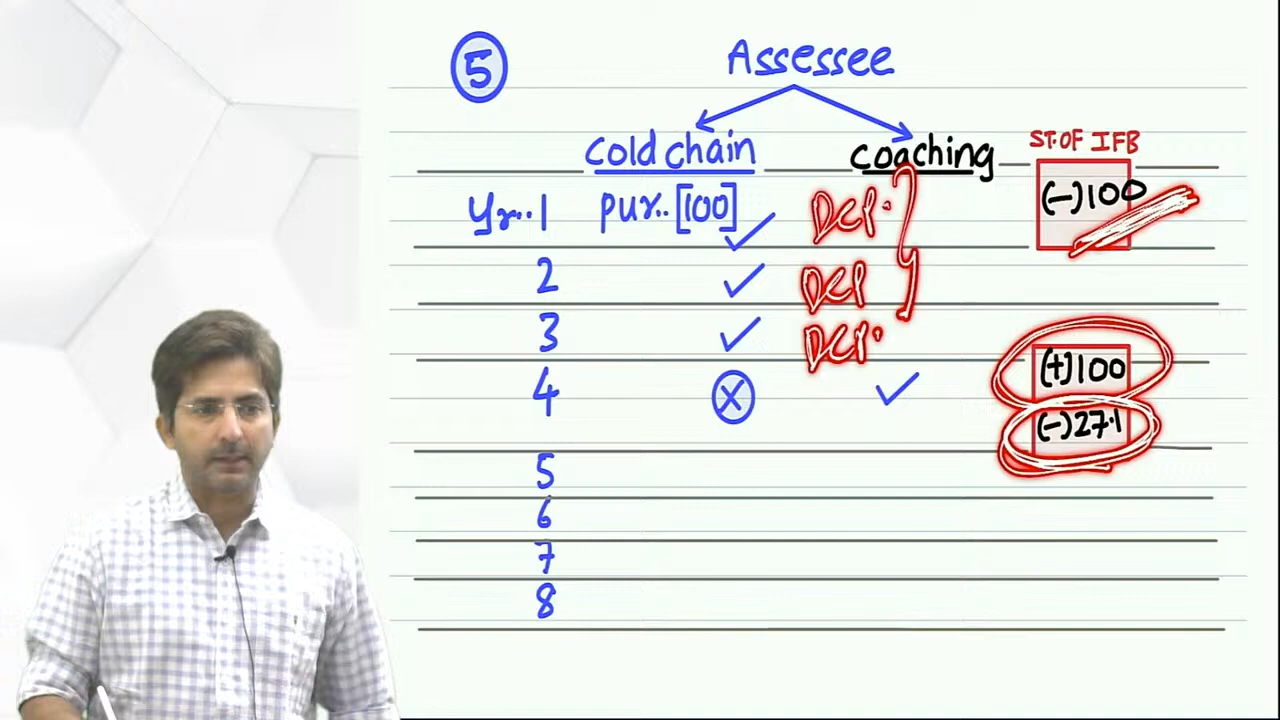 5 Assessee
cold chain coaching ST. OF IFB
Yr..1 pur.. [100] ✓ DEP. (-)100
2 ✓ DEP
3 ✓ DEP.
4 ⓧ ✓ (+)100
(-)27.1
5
6
7
8